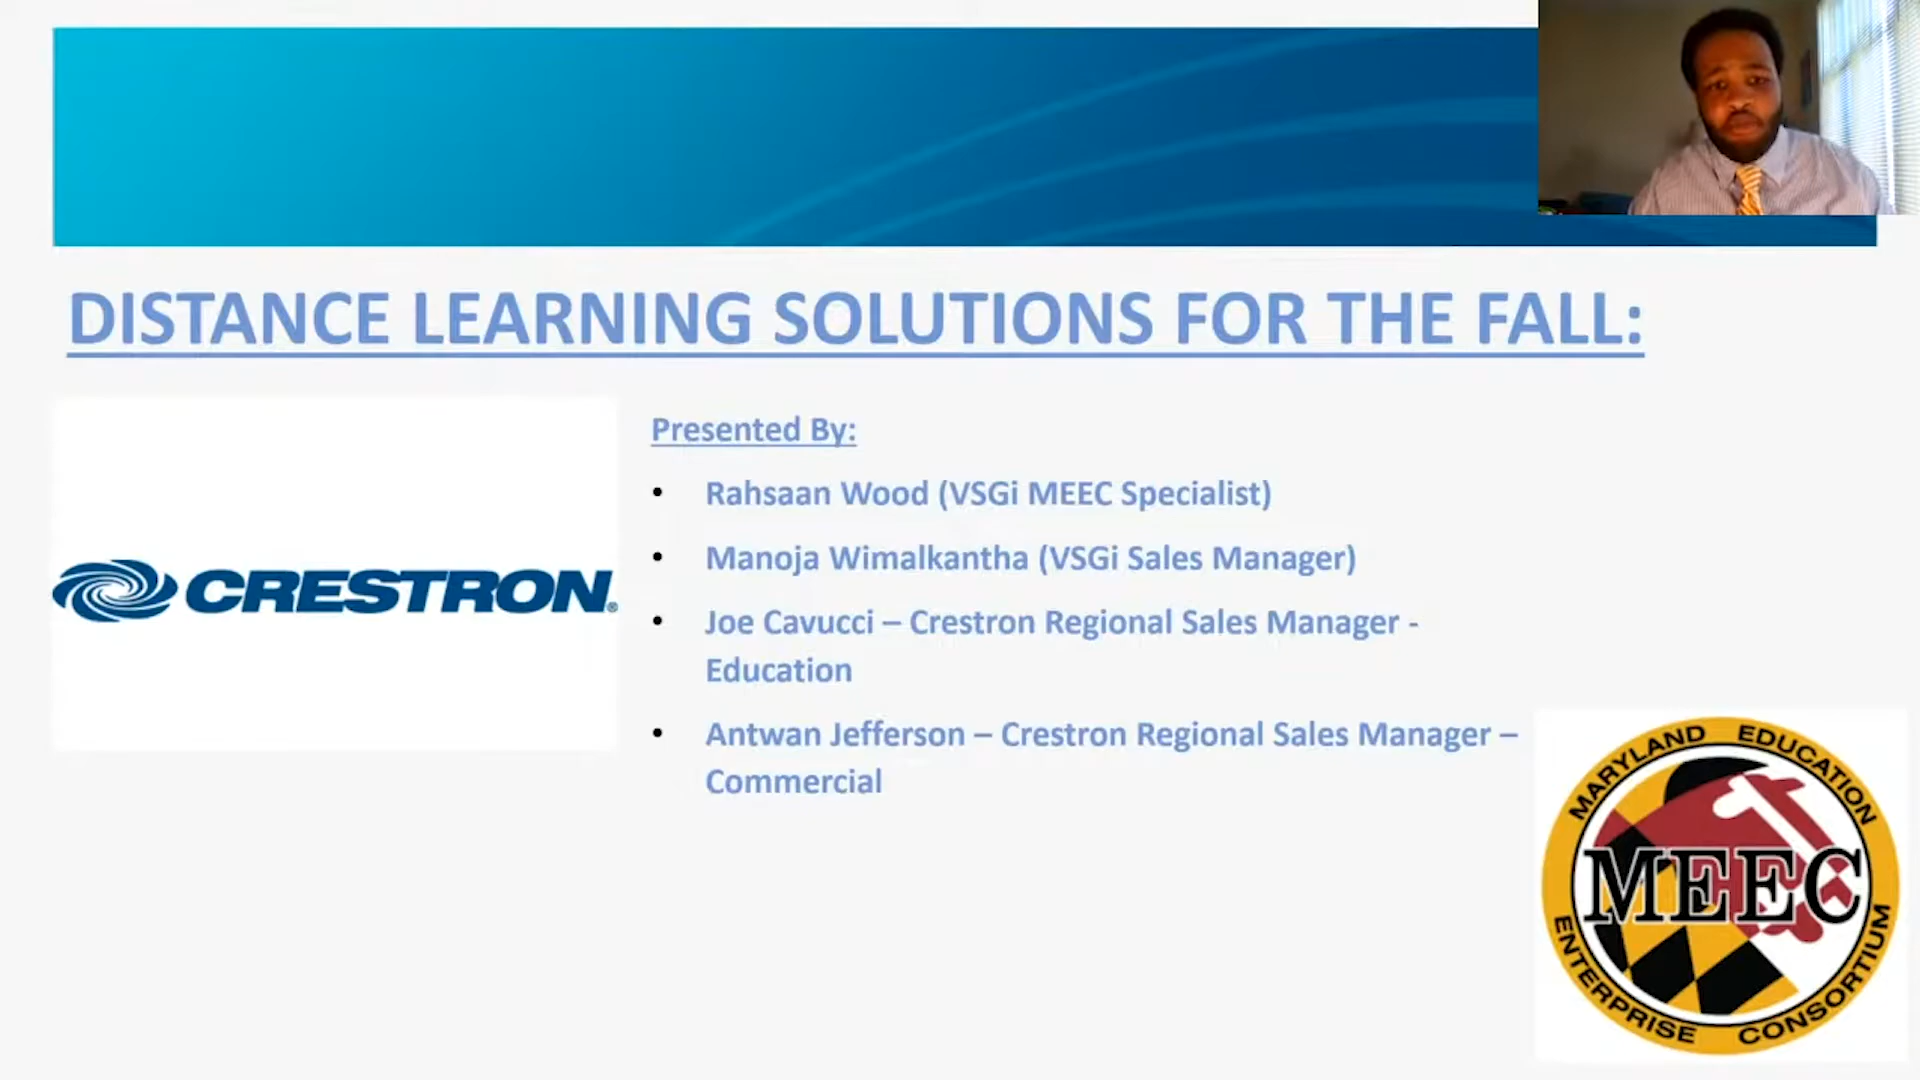 DISTANCE LEARNING SOLUTIONS FOR THE FALL:
CRESTRON®
Presented By:
• Rahsaan Wood (VSGi MEEC Specialist)
• Manoja Wimalkantha (VSGi Sales Manager)
• Joe Cavucci – Crestron Regional Sales Manager -
Education
• Antwan Jefferson – Crestron Regional Sales Manager –
Commercial
MARYLAND EDUCATION
MEEC
ENTERPRISE CONSORTIUM